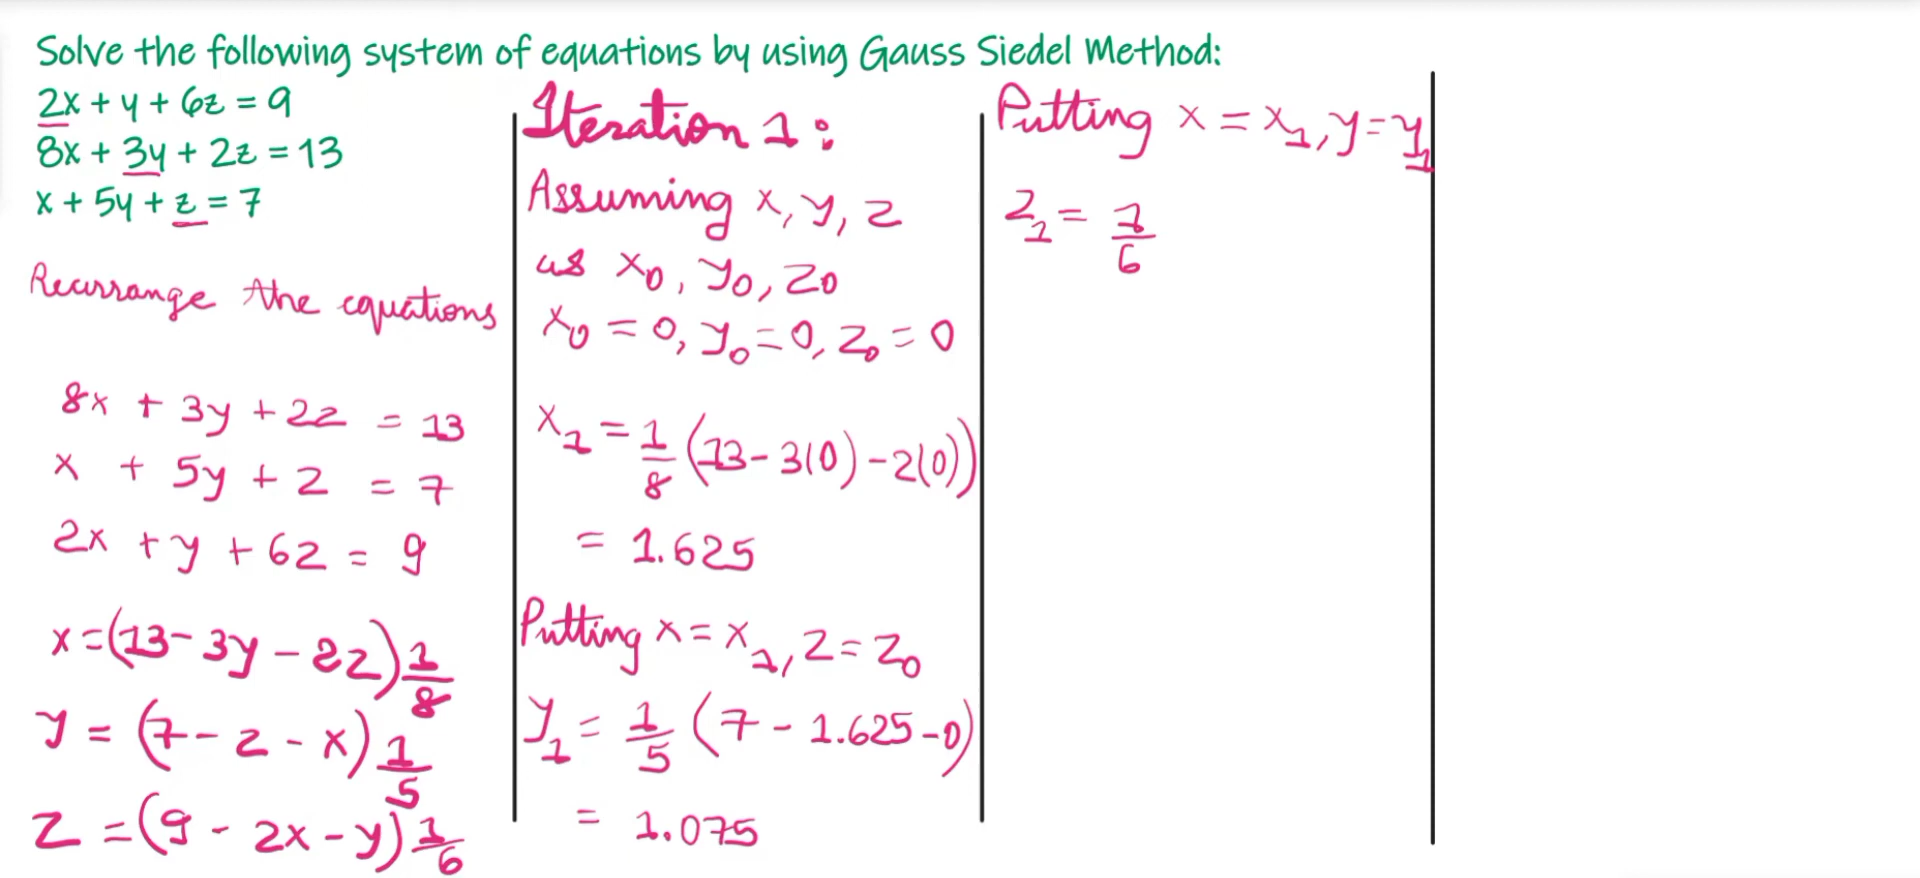 Solve the following system of equations by using Gauss Siedel Method:
2x + y + 6z = 9
8x + 3y + 2z = 13
x + 5y + z = 7
Rearrange the equations
8x + 3y + 2z = 13
x + 5y + z = 7
2x + y + 6z = 9
x = (13 - 3y - 2z) 1/8
y = (7 - z - x) 1/5
z = (9 - 2x - y) 1/6
Iteration 1:
Assuming x, y, z
as x₀, y₀, z₀
x₀ = 0, y₀ = 0, z₀ = 0
x₁ = 1/8 (13 - 3(0) - 2(0))
= 1.625
Putting x = x₁, z = z₀
y₁ = 1/5 (7 - 1.625 - 0)
= 1.075
Putting x = x₁, y = y₁
z₁ = 1/6